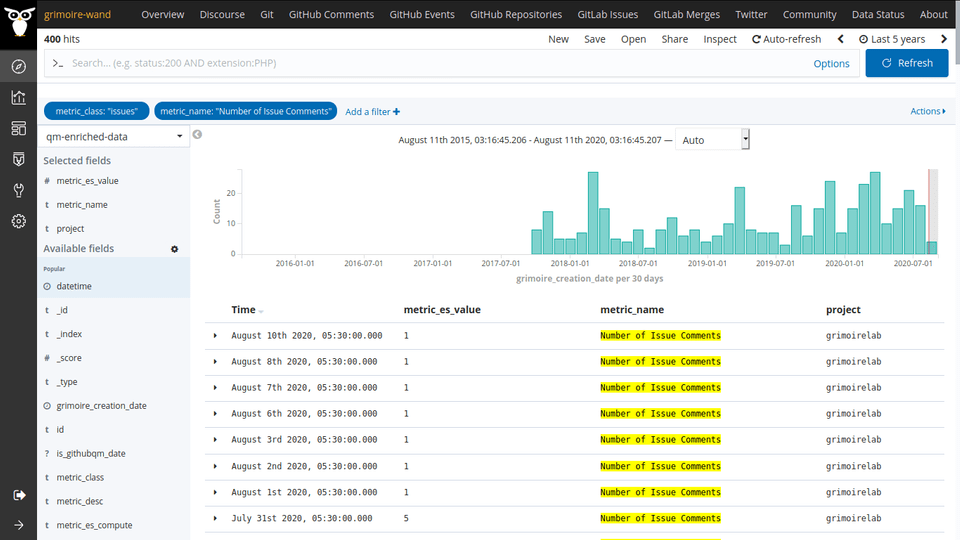 grimoire-wand Overview Discourse Git GitHub Comments GitHub Events GitHub Repositories GitLab Issues GitLab Merges Twitter Community Data Status About
400 hits New Save Open Share Inspect Auto-refresh Last 5 years
>_ Search... (e.g. status:200 AND extension:PHP) Options Refresh
metric_class: "issues" metric_name: "Number of Issue Comments" Add a filter + Actions
qm-enriched-data
August 11th 2015, 03:16:45.206 - August 11th 2020, 03:16:45.207 — Auto
Selected fields
# metric_es_value
t metric_name
t project
Available fields
Popular
datetime
t _id
t _index
# _score
t _type
grimoire_creation_date
t id
? is_githubqm_date
t metric_class
t metric_desc
t metric_es_compute
Count
20
10
0
2016-01-01 2016-07-01 2017-01-01 2017-07-01 2018-01-01 2018-07-01 2019-01-01 2019-07-01 2020-01-01 2020-07-01
grimoire_creation_date per 30 days
Time metric_es_value metric_name project
August 10th 2020, 05:30:00.000 1 Number of Issue Comments grimoirelab
August 8th 2020, 05:30:00.000 1 Number of Issue Comments grimoirelab
August 7th 2020, 05:30:00.000 1 Number of Issue Comments grimoirelab
August 6th 2020, 05:30:00.000 1 Number of Issue Comments grimoirelab
August 3rd 2020, 05:30:00.000 1 Number of Issue Comments grimoirelab
August 2nd 2020, 05:30:00.000 1 Number of Issue Comments grimoirelab
August 1st 2020, 05:30:00.000 1 Number of Issue Comments grimoirelab
July 31st 2020, 05:30:00.000 5 Number of Issue Comments grimoirelab